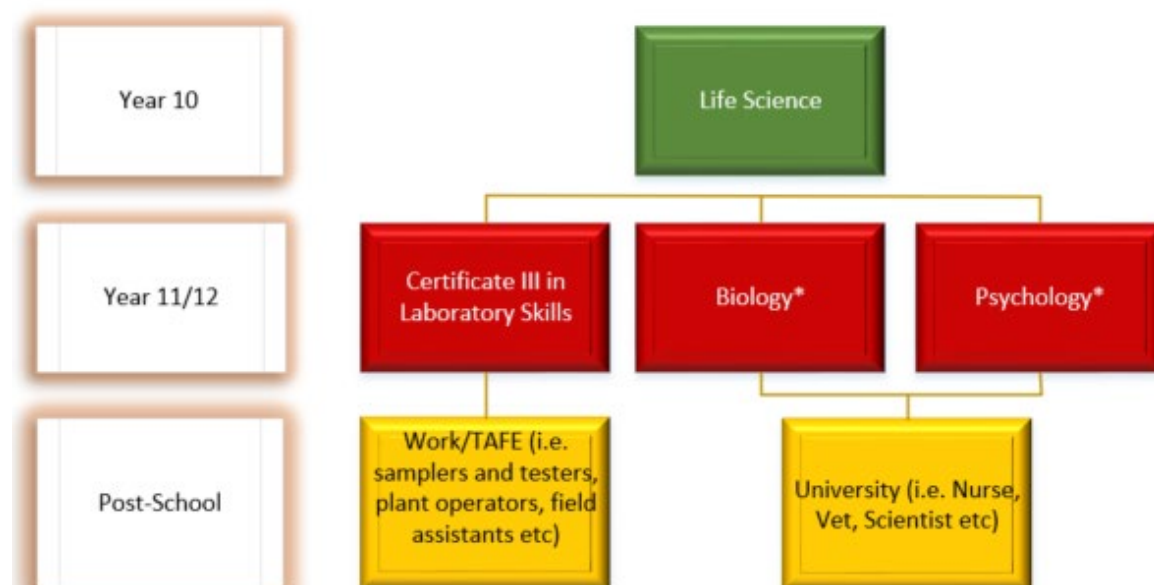 Year 10
Life Science
Year 11/12
Certificate III in
Laboratory Skills
Biology*
Psychology*
Post-School
Work/TAFE (i.e.
samplers and testers,
plant operators, field
assistants etc)
University (i.e. Nurse,
Vet, Scientist etc)